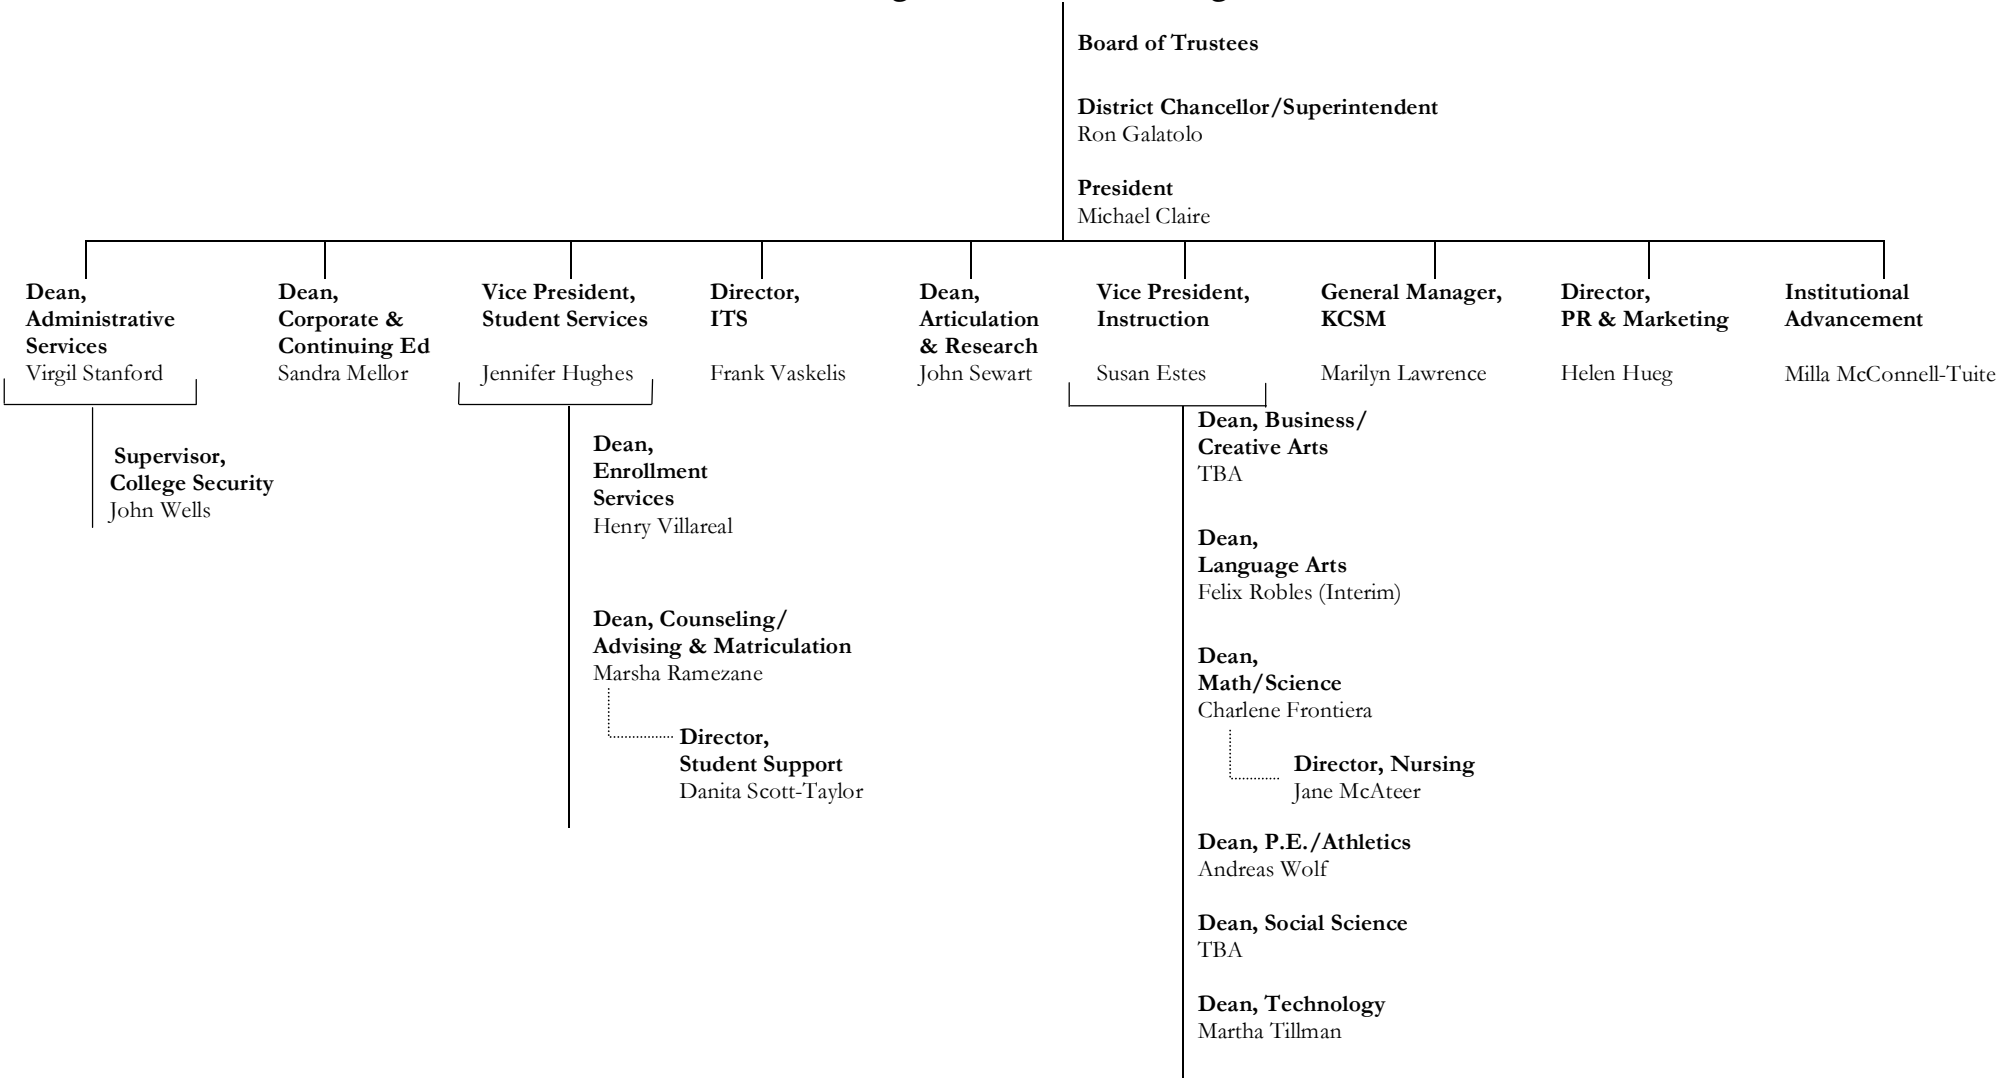 Board of Trustees
District Chancellor/Superintendent
Ron Galatolo
President
Michael Claire
Dean,
Administrative
Services
Virgil Stanford
Dean,
Corporate &
Continuing Ed
Sandra Mellor
Vice President,
Student Services
Jennifer Hughes
Director,
ITS
Frank Vaskelis
Dean,
Articulation
& Research
John Sewart
Vice President,
Instruction
Susan Estes
General Manager,
KCSM
Marilyn Lawrence
Director,
PR & Marketing
Helen Hueg
Institutional
Advancement
Milla McConnell-Tuite
Supervisor,
College Security
John Wells
Dean,
Enrollment
Services
Henry Villareal
Dean, Counseling/
Advising & Matriculation
Marsha Ramezane
Director,
Student Support
Danita Scott-Taylor
Dean, Business/
Creative Arts
TBA
Dean,
Language Arts
Felix Robles (Interim)
Dean,
Math/Science
Charlene Frontiera
Director, Nursing
Jane McAteer
Dean, P.E./Athletics
Andreas Wolf
Dean, Social Science
TBA
Dean, Technology
Martha Tillman